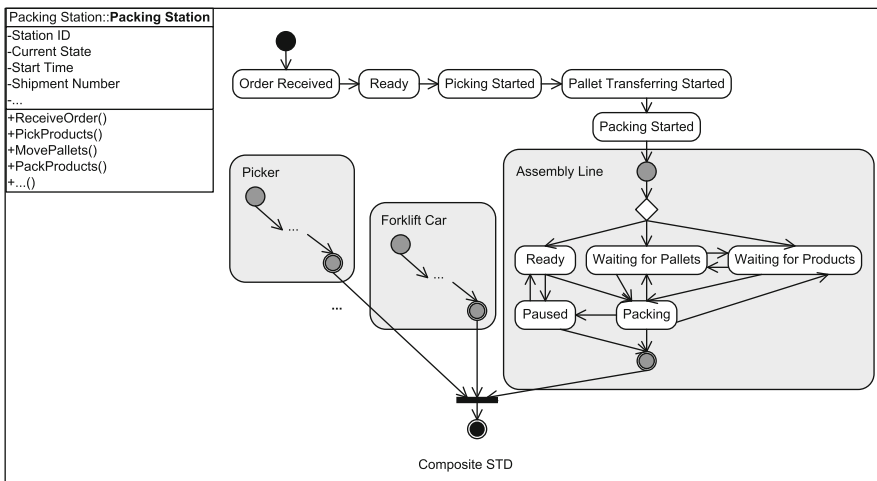 Packing Station::Packing Station
-Station ID
-Current State
-Start Time
-Shipment Number
-...
+ReceiveOrder()
+PickProducts()
+MovePallets()
+PackProducts()
+...()
Order Received
Ready
Picking Started
Pallet Transferring Started
Packing Started
Picker
...
Forklift Car
...
...
Assembly Line
Ready
Waiting for Pallets
Waiting for Products
Paused
Packing
Composite STD